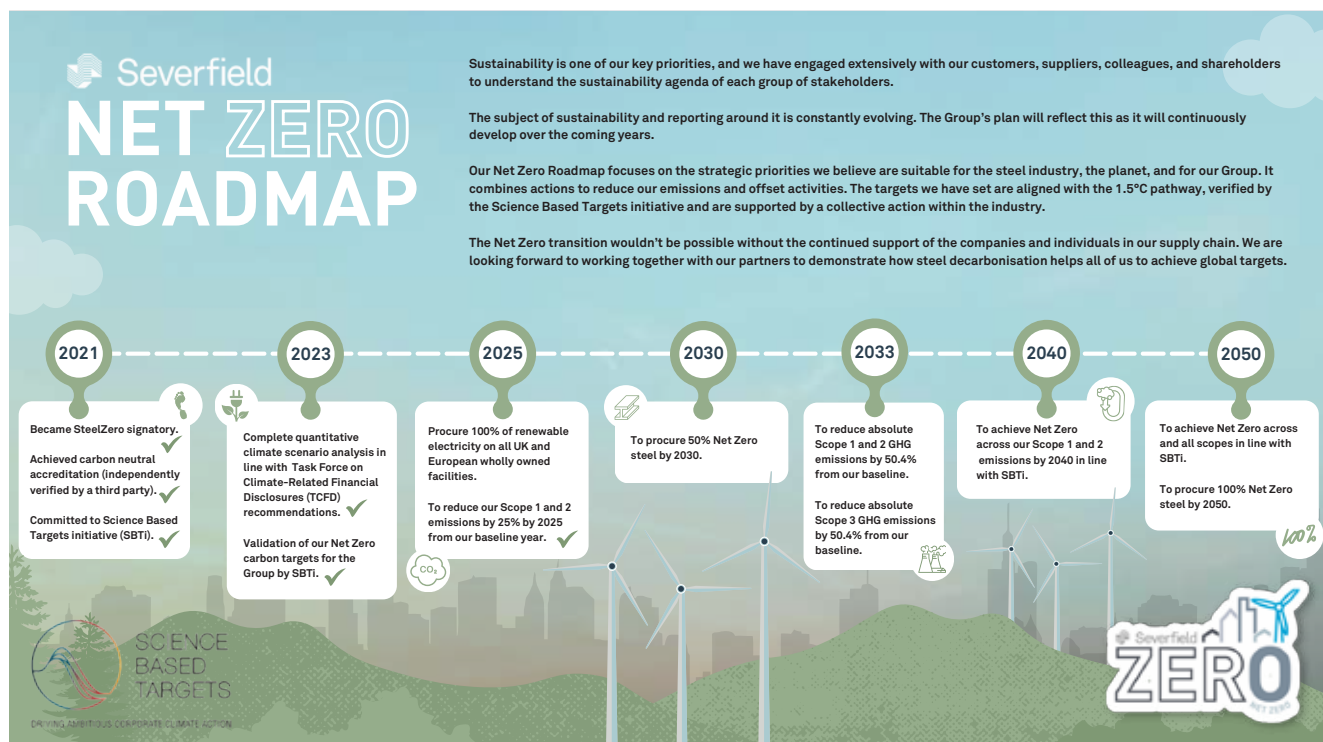 Severfield
NET ZERO
ROADMAP
Sustainability is one of our key priorities, and we have engaged extensively with our customers, suppliers, colleagues, and shareholders
to understand the sustainability agenda of each group of stakeholders.
The subject of sustainability and reporting around it is constantly evolving. The Group's plan will reflect this as it will continuously
develop over the coming years.
Our Net Zero Roadmap focuses on the strategic priorities we believe are suitable for the steel industry, the planet, and for our Group. It
combines actions to reduce our emissions and offset activities. The targets we have set are aligned with the 1.5°C pathway, verified by
the Science Based Targets initiative and are supported by a collective action within the industry.
The Net Zero transition wouldn't be possible without the continued support of the companies and individuals in our supply chain. We are
looking forward to working together with our partners to demonstrate how steel decarbonisation helps all of us to achieve global targets.
2021
Became SteelZero signatory.
Achieved carbon neutral
accreditation (independently
verified by a third party).
Committed to Science Based
Targets initiative (SBTi).
2023
Complete quantitative
climate scenario analysis in
line with Task Force on
Climate-Related Financial
Disclosures (TCFD)
recommendations.
Validation of our Net Zero
carbon targets for the
Group by SBTi.
2025
Procure 100% of renewable
electricity on all UK and
European wholly owned
facilities.
To reduce our Scope 1 and 2
emissions by 25% by 2025
from our baseline year.
CO₂
2030
To procure 50% Net Zero
steel by 2030.
2033
To reduce absolute
Scope 1 and 2 GHG
emissions by 50.4%
from our baseline.
To reduce absolute
Scope 3 GHG emissions
by 50.4% from our
baseline.
2040
To achieve Net Zero
across our Scope 1 and 2
emissions by 2040 in line
with SBTi.
2050
To achieve Net Zero across
and all scopes in line with
SBTi.
To procure 100% Net Zero
steel by 2050.
100%
SCIENCE
BASED
TARGETS
DRIVING AMBITIOUS CORPORATE CLIMATE ACTION
Severfield
ZERO
NET ZERO